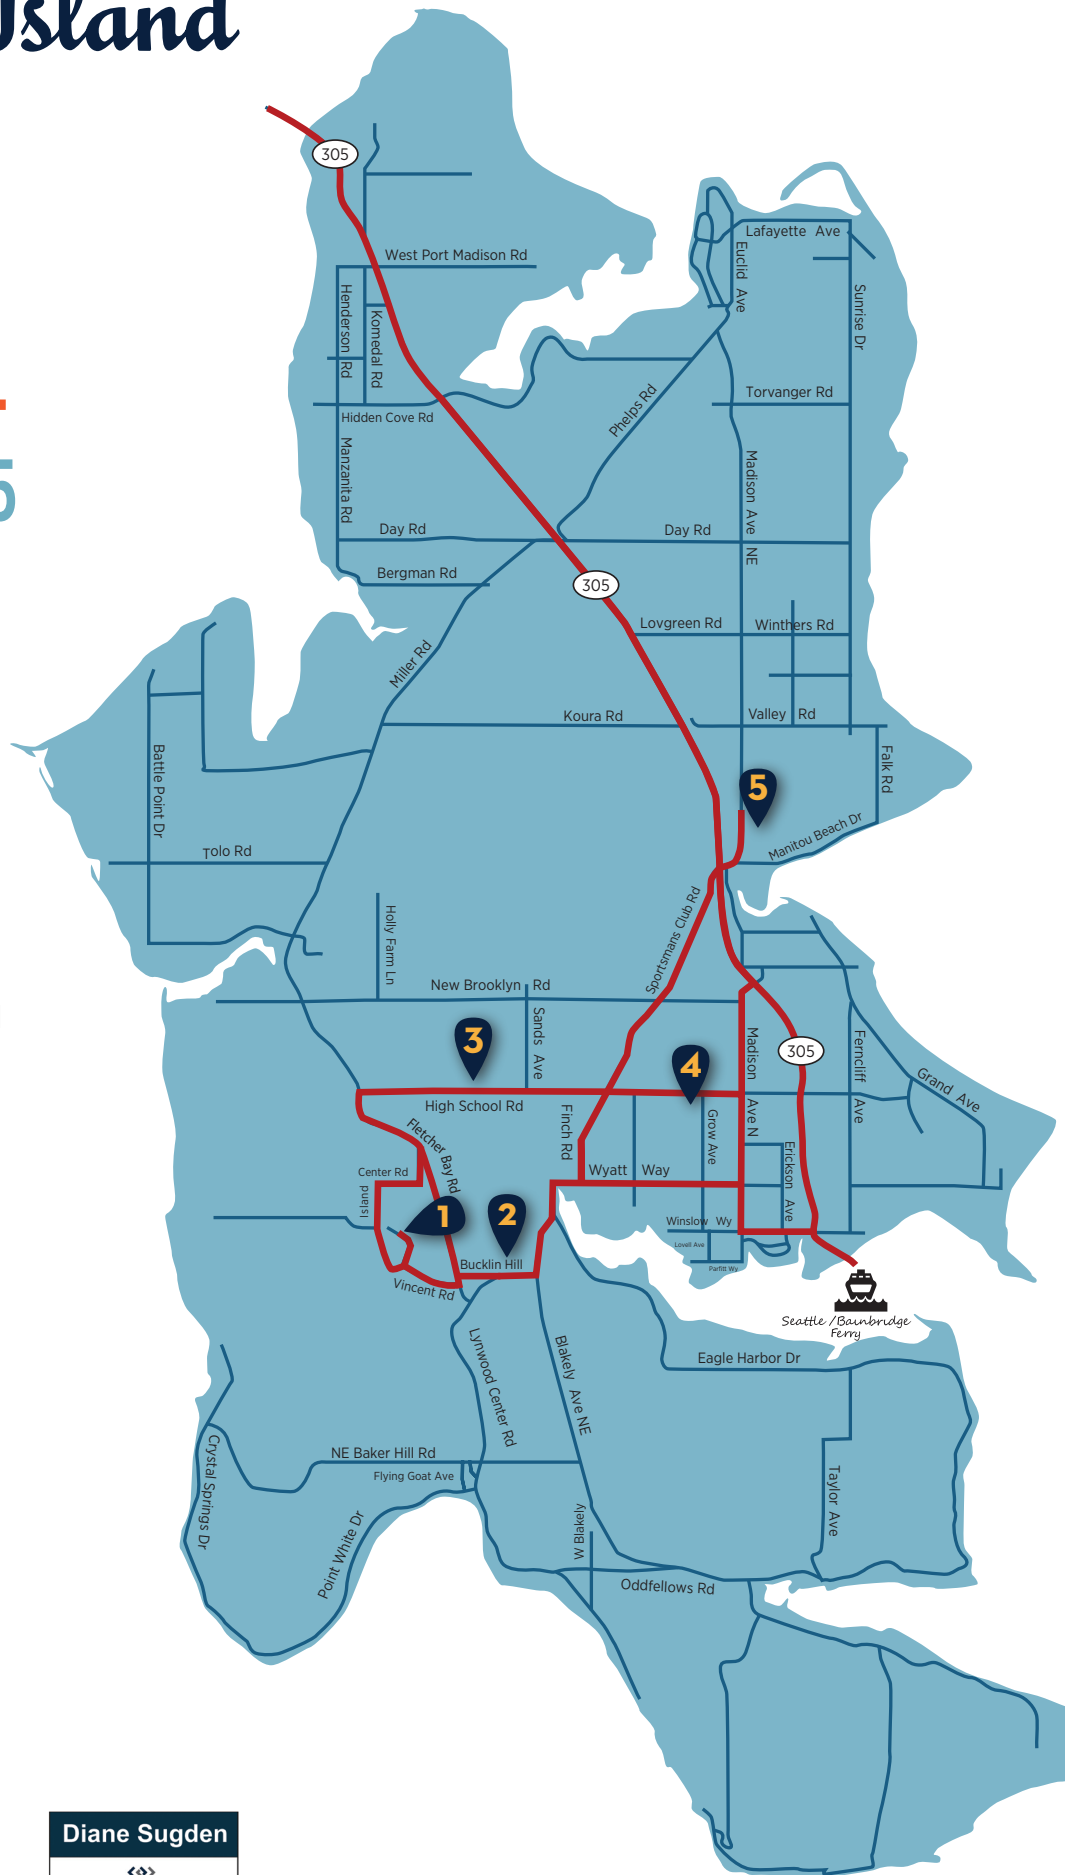 Island
305
West Port Madison Rd
Lafayette Ave
Euclid Ave
Sunrise Dr
Henderson Rd
Komedal Rd
Torvanger Rd
Phelps Rd
Hidden Cove Rd
Manzanita Rd
Madison Ave NE
5
Day Rd
Day Rd
Bergman Rd
305
Lovgreen Rd
Winthers Rd
Miller Rd
Koura Rd
Valley Rd
Battle Point Dr
Falk Rd
5
Manitou Beach Dr
Tolo Rd
Sportsmans Club Rd
Holly Farm Ln
New Brooklyn Rd
Sands Ave
3
4
Madison Ave N
305
Ferncliff Ave
Grand Ave
High School Rd
Finch Rd
Grow Ave
Fletcher Bay Rd
Erickson Ave
Center Rd
Island
Wyatt Way
1
2
Winslow Wy
Lovell Ave
Parfitt Wy
Bucklin Hill
Vincent Rd
Seattle /Bainbridge
Ferry
Lynwood Center Rd
Blakely Ave NE
Eagle Harbor Dr
Crystal Springs Dr
NE Baker Hill Rd
Flying Goat Ave
Taylor Ave
Point White Dr
W Blakely
Oddfellows Rd
Diane Sugden